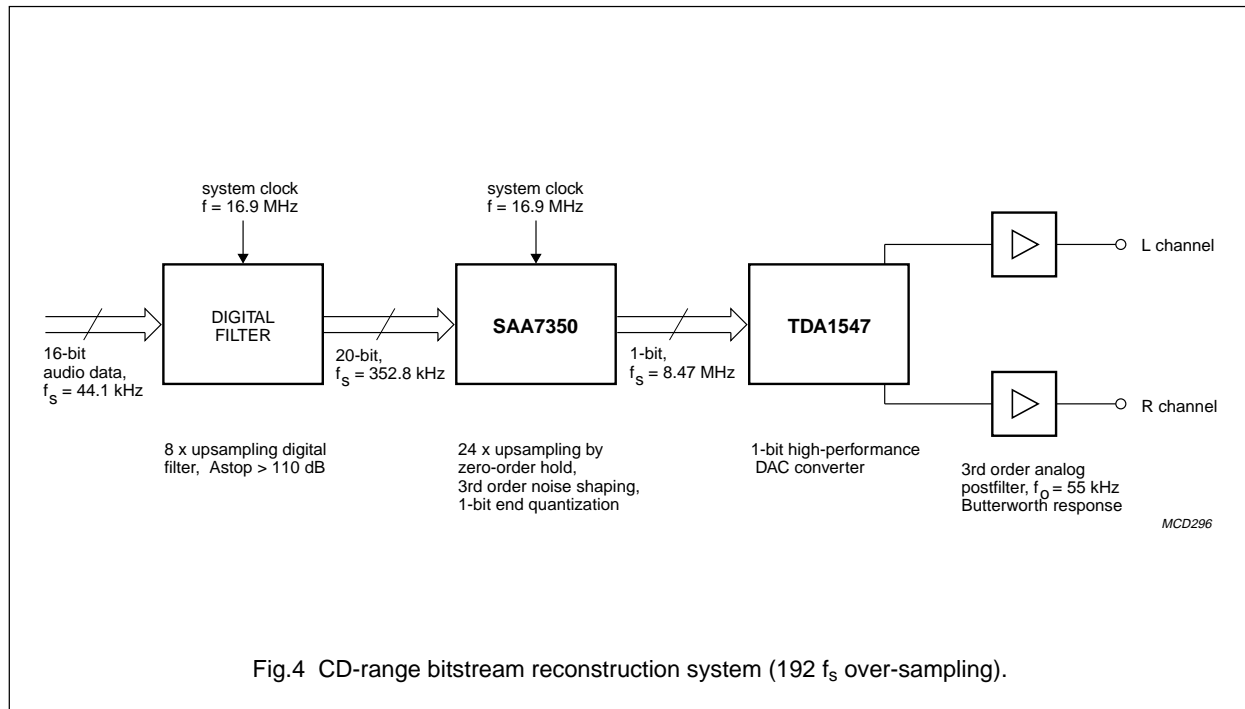 system clock
f = 16.9 MHz
system clock
f = 16.9 MHz
L channel
DIGITAL
FILTER
SAA7350
TDA1547
16-bit
audio data,
fs = 44.1 kHz
20-bit,
fs = 352.8 kHz
1-bit,
fs = 8.47 MHz
R channel
8 x upsampling digital
filter, Astop > 110 dB
24 x upsampling by
zero-order hold,
3rd order noise shaping,
1-bit end quantization
1-bit high-performance
DAC converter
3rd order analog
postfilter, fo = 55 kHz
Butterworth response
MCD296
Fig.4 CD-range bitstream reconstruction system (192 fs over-sampling).